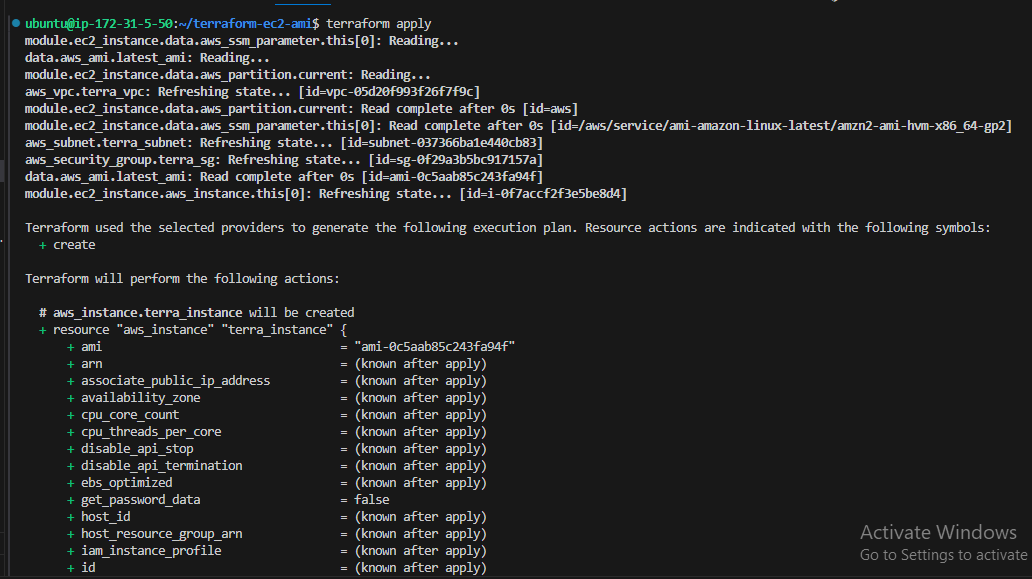 ubuntu@ip-172-31-5-50:~/terraform-ec2-ami$ terraform apply
module.ec2_instance.data.aws_ssm_parameter.this[0]: Reading...
data.aws_ami.latest_ami: Reading...
module.ec2_instance.data.aws_partition.current: Reading...
aws_vpc.terra_vpc: Refreshing state... [id=vpc-05d20f993f26f7f9c]
module.ec2_instance.data.aws_partition.current: Read complete after 0s [id=aws]
module.ec2_instance.data.aws_ssm_parameter.this[0]: Read complete after 0s [id=/aws/service/ami-amazon-linux-latest/amzn2-ami-hvm-x86_64-gp2]
aws_subnet.terra_subnet: Refreshing state... [id=subnet-037366ba1e440cb83]
aws_security_group.terra_sg: Refreshing state... [id=sg-0f29a3b5bc917157a]
data.aws_ami.latest_ami: Read complete after 0s [id=ami-0c5aab85c243fa94f]
module.ec2_instance.aws_instance.this[0]: Refreshing state... [id=i-0f7accf2f3e5be8d4]
Terraform used the selected providers to generate the following execution plan. Resource actions are indicated with the following symbols:
+ create
Terraform will perform the following actions:
# aws_instance.terra_instance will be created
+ resource "aws_instance" "terra_instance" {
+ ami = "ami-0c5aab85c243fa94f"
+ arn = (known after apply)
+ associate_public_ip_address = (known after apply)
+ availability_zone = (known after apply)
+ cpu_core_count = (known after apply)
+ cpu_threads_per_core = (known after apply)
+ disable_api_stop = (known after apply)
+ disable_api_termination = (known after apply)
+ ebs_optimized = (known after apply)
+ get_password_data = false
+ host_id = (known after apply)
+ host_resource_group_arn = (known after apply)
+ iam_instance_profile = (known after apply)
+ id = (known after apply)
Activate Windows
Go to Settings to activate